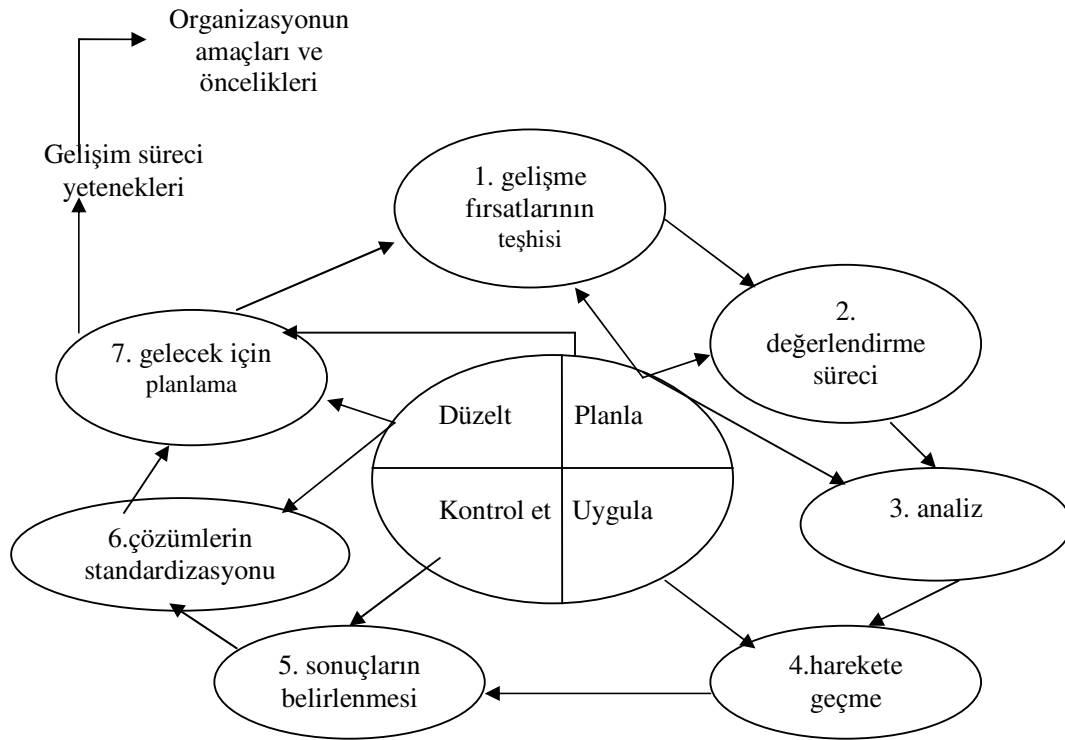 Organizasyonun
amaçları ve
öncelikleri
Gelişim süreci
yetenekleri
1. gelişme
fırsatlarının
teşhisi
2.
değerlendirme
süreci
7. gelecek için
planlama
Düzelt
Planla
Kontrol et
Uygula
3. analiz
6.çözümlerin
standardizasyonu
5. sonuçların
belirlenmesi
4.harekete
geçme